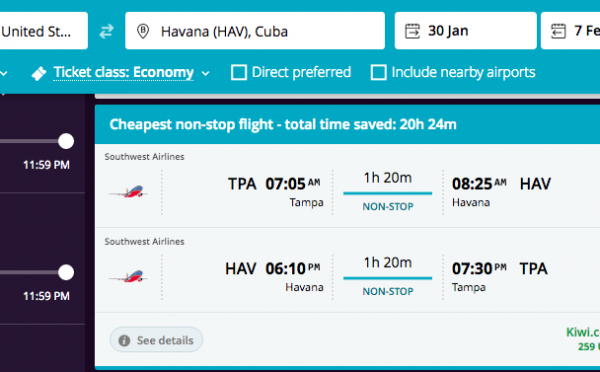 United St...
Havana (HAV), Cuba
30 Jan
7 Fe
Ticket class: Economy
Direct preferred
Include nearby airports
Cheapest non-stop flight - total time saved: 20h 24m
11:59 PM
Southwest Airlines
TPA 07:05 AM
Tampa
1h 20m
NON-STOP
08:25 AM HAV
Havana
Southwest Airlines
HAV 06:10 PM
Havana
1h 20m
NON-STOP
07:30 PM TPA
Tampa
11:59 PM
See details
Kiwi.c
259 U